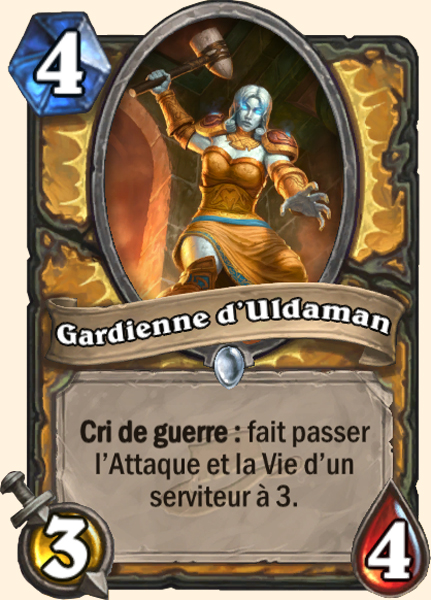 4
Gardienne d'Uldaman
Cri de guerre : fait passer
l'Attaque et la Vie d'un
serviteur à 3.
3
4